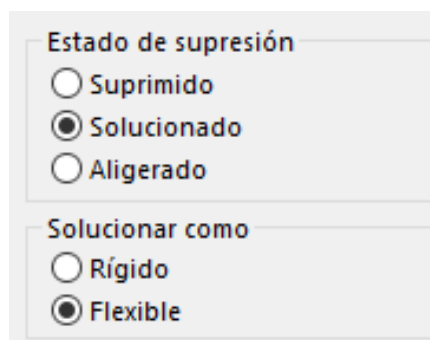 Estado de supresión
Suprimido
Solucionado
Aligerado
Solucionar como
Rígido
Flexible